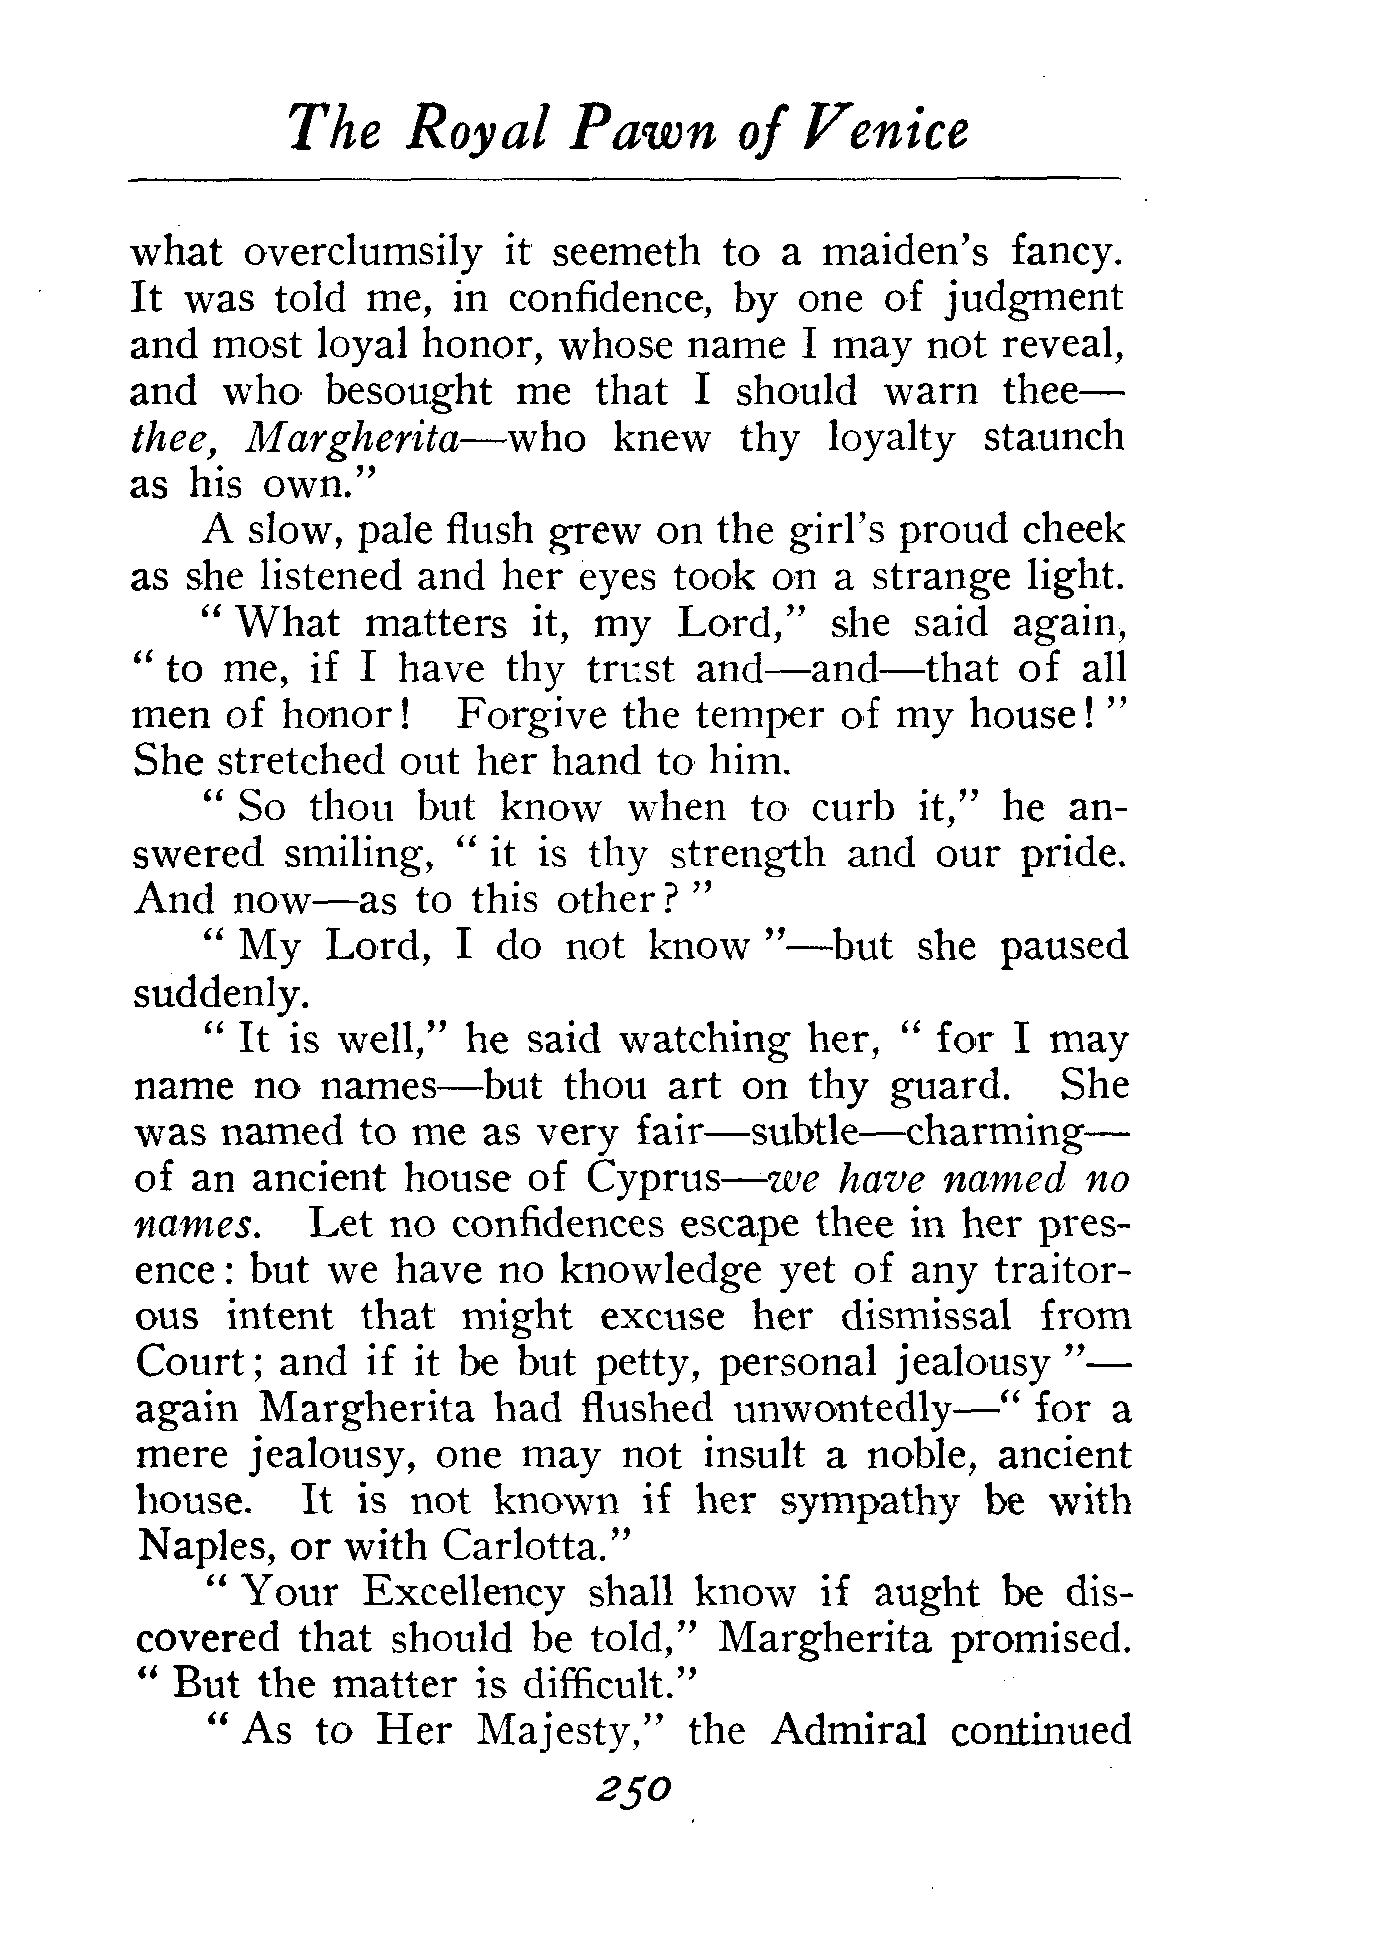 The Royal Pawn of Venice
what overclumsily it seemeth to a maiden's fancy.
It was told me, in confidence, by one of judgment
and most loyal honor, whose name I may not reveal,
and who besought me that I should warn thee—
thee, Margherita—who knew thy loyalty staunch
as his own."
A slow, pale flush grew on the girl's proud cheek
as she listened and her eyes took on a strange light.
" What matters it, my Lord," she said again,
" to me, if I have thy trust and—and—that of all
men of honor! Forgive the temper of my house! "
She stretched out her hand to him.
" So thou but know when to curb it," he an-
swered smiling, " it is thy strength and our pride.
And now—as to this other? "
" My Lord, I do not know "—but she paused
suddenly.
" It is well," he said watching her, " for I may
name no names—but thou art on thy guard. She
was named to me as very fair—subtle—charming—
of an ancient house of Cyprus—we have named no
names. Let no confidences escape thee in her pres-
ence: but we have no knowledge yet of any traitor-
ous intent that might excuse her dismissal from
Court; and if it be but petty, personal jealousy "—
again Margherita had flushed unwontedly—" for a
mere jealousy, one may not insult a noble, ancient
house. It is not known if her sympathy be with
Naples, or with Carlotta."
" Your Excellency shall know if aught be dis-
covered that should be told," Margherita promised.
" But the matter is difficult."
" As to Her Majesty," the Admiral continued
250